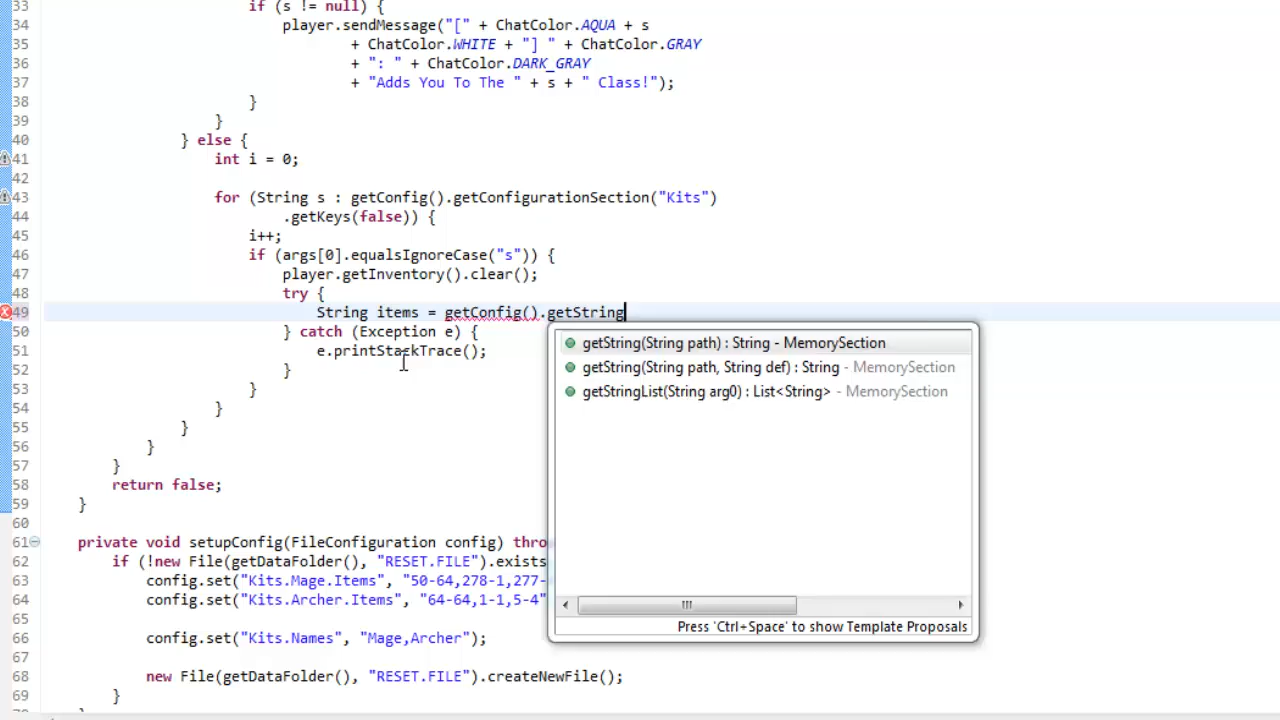 33 if (s != null) {
34 player.sendMessage("[" + ChatColor.AQUA + s
35 + ChatColor.WHITE + "] " + ChatColor.GRAY
36 + ": " + ChatColor.DARK_GRAY
37 + "Adds You To The " + s + " Class!");
38 }
39 }
40 } else {
41 int i = 0;
42
43 for (String s : getConfig().getConfigurationSection("Kits")
44 .getKeys(false)) {
45 i++;
46 if (args[0].equalsIgnoreCase("s")) {
47 player.getInventory().clear();
48 try {
49 String items = getConfig().getString
50 } catch (Exception e) {
51 e.printStackTrace();
52 }
53 }
54 }
55 }
56 }
57 }
58 return false;
59 }
60
61 private void setupConfig(FileConfiguration config) thro
62 if (!new File(getDataFolder(), "RESET.FILE").exists
63 config.set("Kits.Mage.Items", "50-64,278-1,277-
64 config.set("Kits.Archer.Items", "64-64,1-1,5-4"
65
66 config.set("Kits.Names", "Mage,Archer");
67
68 new File(getDataFolder(), "RESET.FILE").createNewFile();
69 }
getString(String path) : String - MemorySection
getString(String path, String def) : String - MemorySection
getStringList(String arg0) : List<String> - MemorySection
Press 'Ctrl+Space' to show Template Proposals